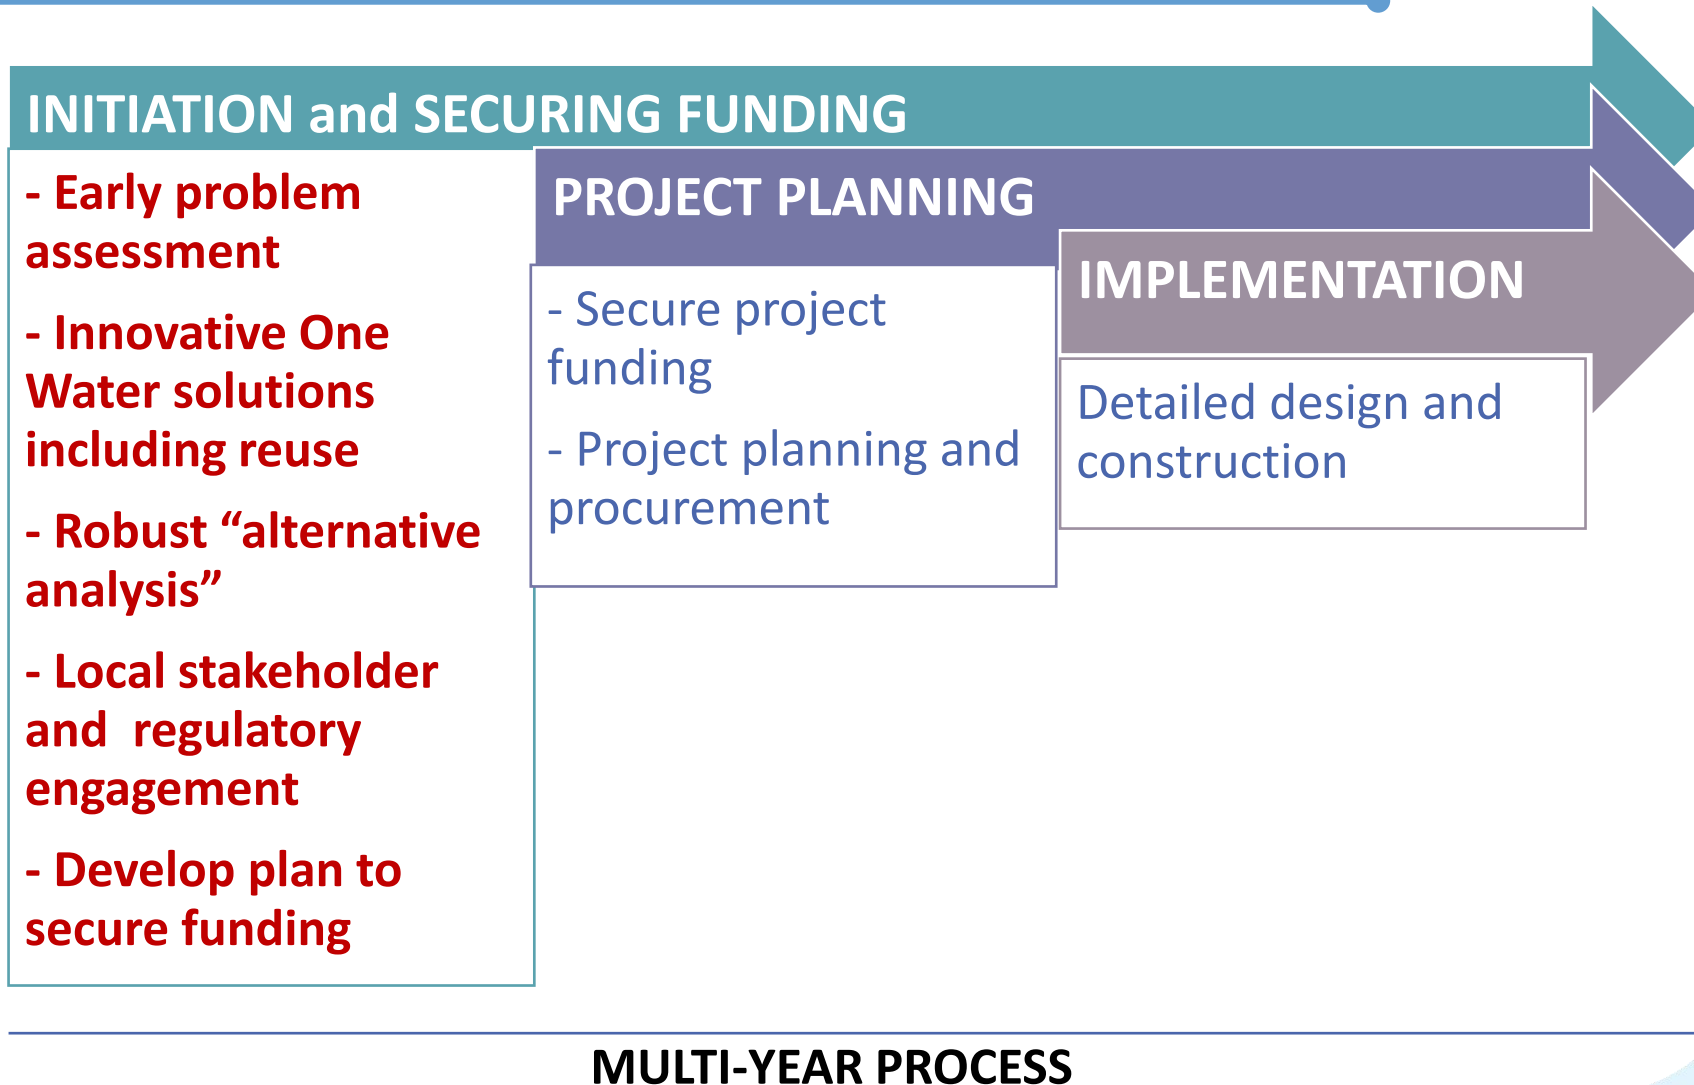 INITIATION and SECURING FUNDING
- Early problem
assessment
- Innovative One
Water solutions
including reuse
- Robust “alternative
analysis”
- Local stakeholder
and  regulatory
engagement
- Develop plan to
secure funding
PROJECT PLANNING
- Secure project
funding
- Project planning and
procurement
IMPLEMENTATION
Detailed design and
construction
MULTI-YEAR PROCESS